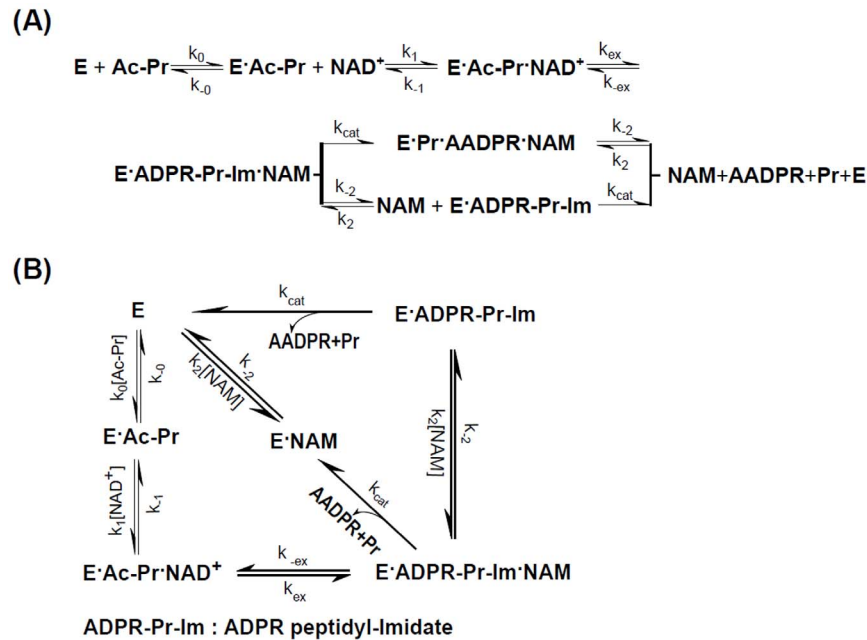 (A)
k0 k1 kex
E + Ac-Pr E·Ac-Pr + NAD+ E·Ac-Pr·NAD+
k-0 k-1 k-ex
kcat k-2
E·Pr·AADPR·NAM
k2
E·ADPR-Pr-Im·NAM NAM+AADPR+Pr+E
k-2 kcat
NAM + E·ADPR-Pr-Im
k2
(B)
kcat
E E·ADPR-Pr-Im
AADPR+Pr
k0[Ac-Pr] k-0
k-2
k2[NAM]
k2[NAM] k-2
E·Ac-Pr E·NAM
k1[NAD+] k-1
kcat
AADPR+Pr
k-ex
E·Ac-Pr·NAD+ E·ADPR-Pr-Im·NAM
kex
ADPR-Pr-Im : ADPR peptidyl-Imidate